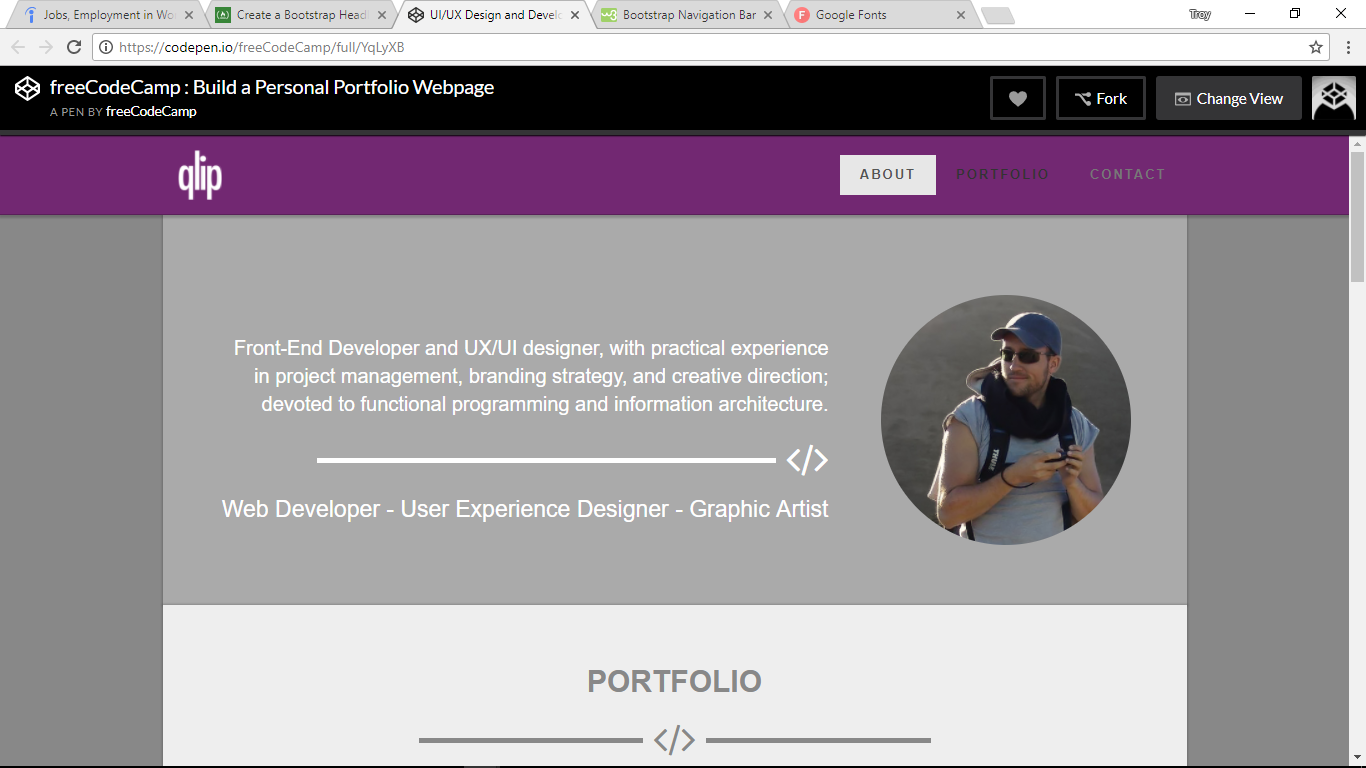 Jobs, Employment in Wo
Create a Bootstrap Headl
UI/UX Design and Develo
Bootstrap Navigation Bar
Google Fonts
Troy
https://codepen.io/freeCodeCamp/full/YqLyXB
freeCodeCamp : Build a Personal Portfolio Webpage
A PEN BY freeCodeCamp
Fork
Change View
qlip
ABOUT
PORTFOLIO
CONTACT
Front-End Developer and UX/UI designer, with practical experience
in project management, branding strategy, and creative direction;
devoted to functional programming and information architecture.
</>
Web Developer - User Experience Designer - Graphic Artist
THULE
PORTFOLIO
</>